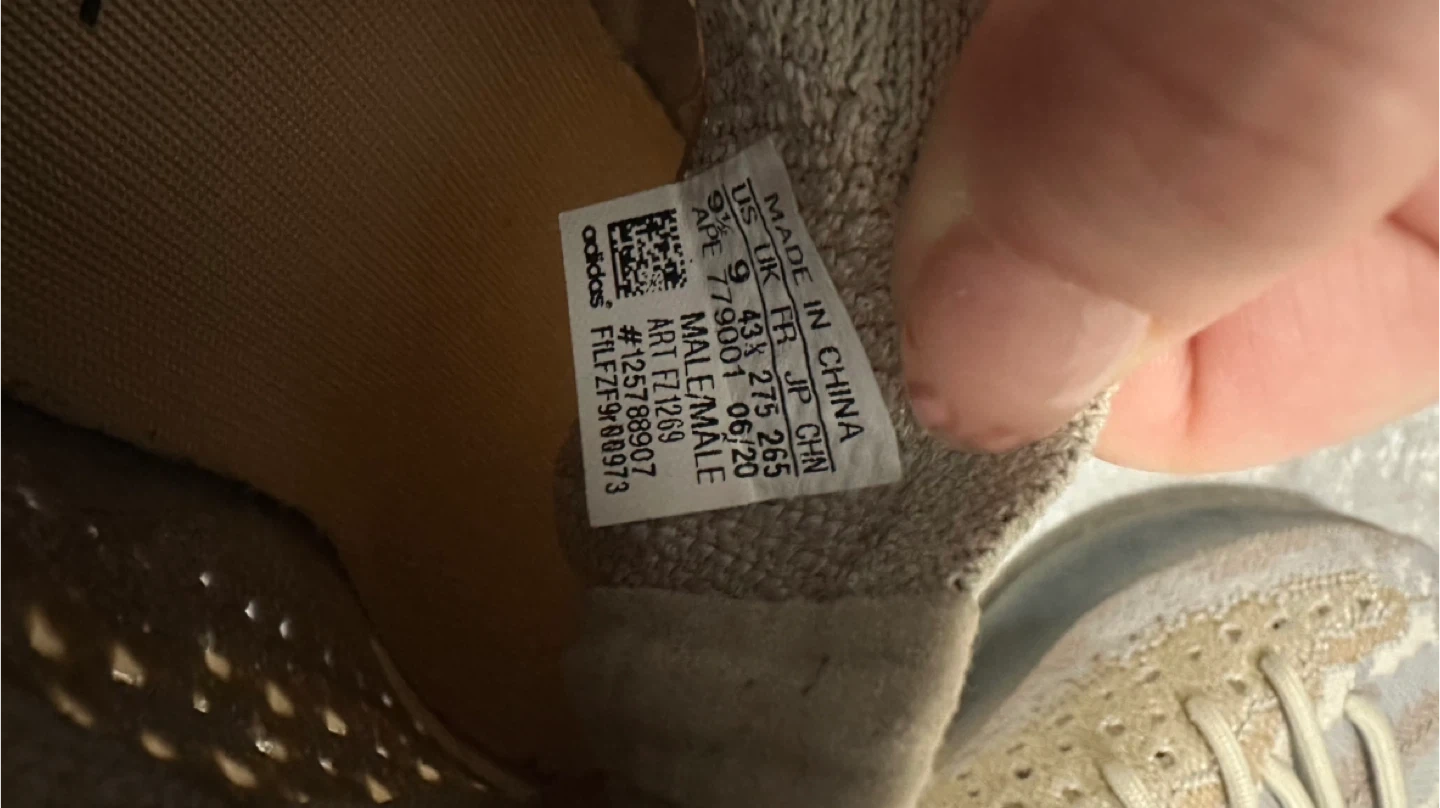 MADE IN CHINA
US UK FR JP CHN
9½ 9 43⅓ 275 265
APE 779001 06/20
MALE/MALE
ART FZ1269
#125788907
adidas®